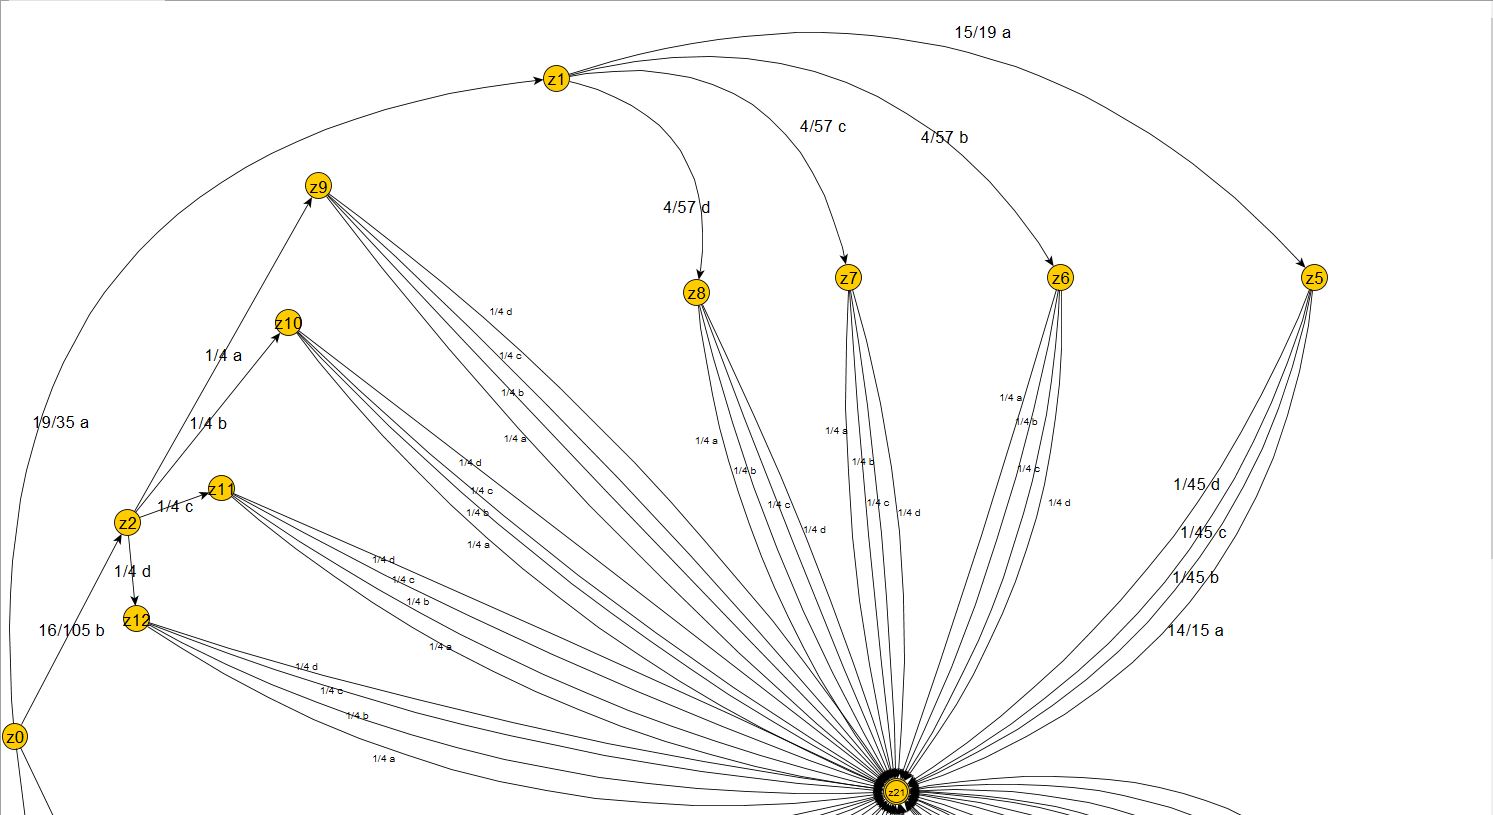 15/19 a
z1
4/57 c
4/57 b
z9
4/57 d
z8
z7
z6
z5
1/4 d
z10
1/4 a
1/4 c
1/4 b
1/4 a
1/4 b
19/35 a
1/4 a
1/4 b
1/4 c
1/4 d
1/4 a
1/4 b
1/4 c
1/4 d
1/4 a
1/4 b
1/4 c
1/4 d
1/4 d
1/4 c
1/4 b
1/4 a
z11
1/4 c
z2
1/45 d
1/45 c
1/45 b
14/15 a
1/4 d
1/4 d
1/4 c
1/4 b
1/4 a
z12
16/105 b
1/4 d
1/4 c
1/4 b
1/4 a
z0
z21